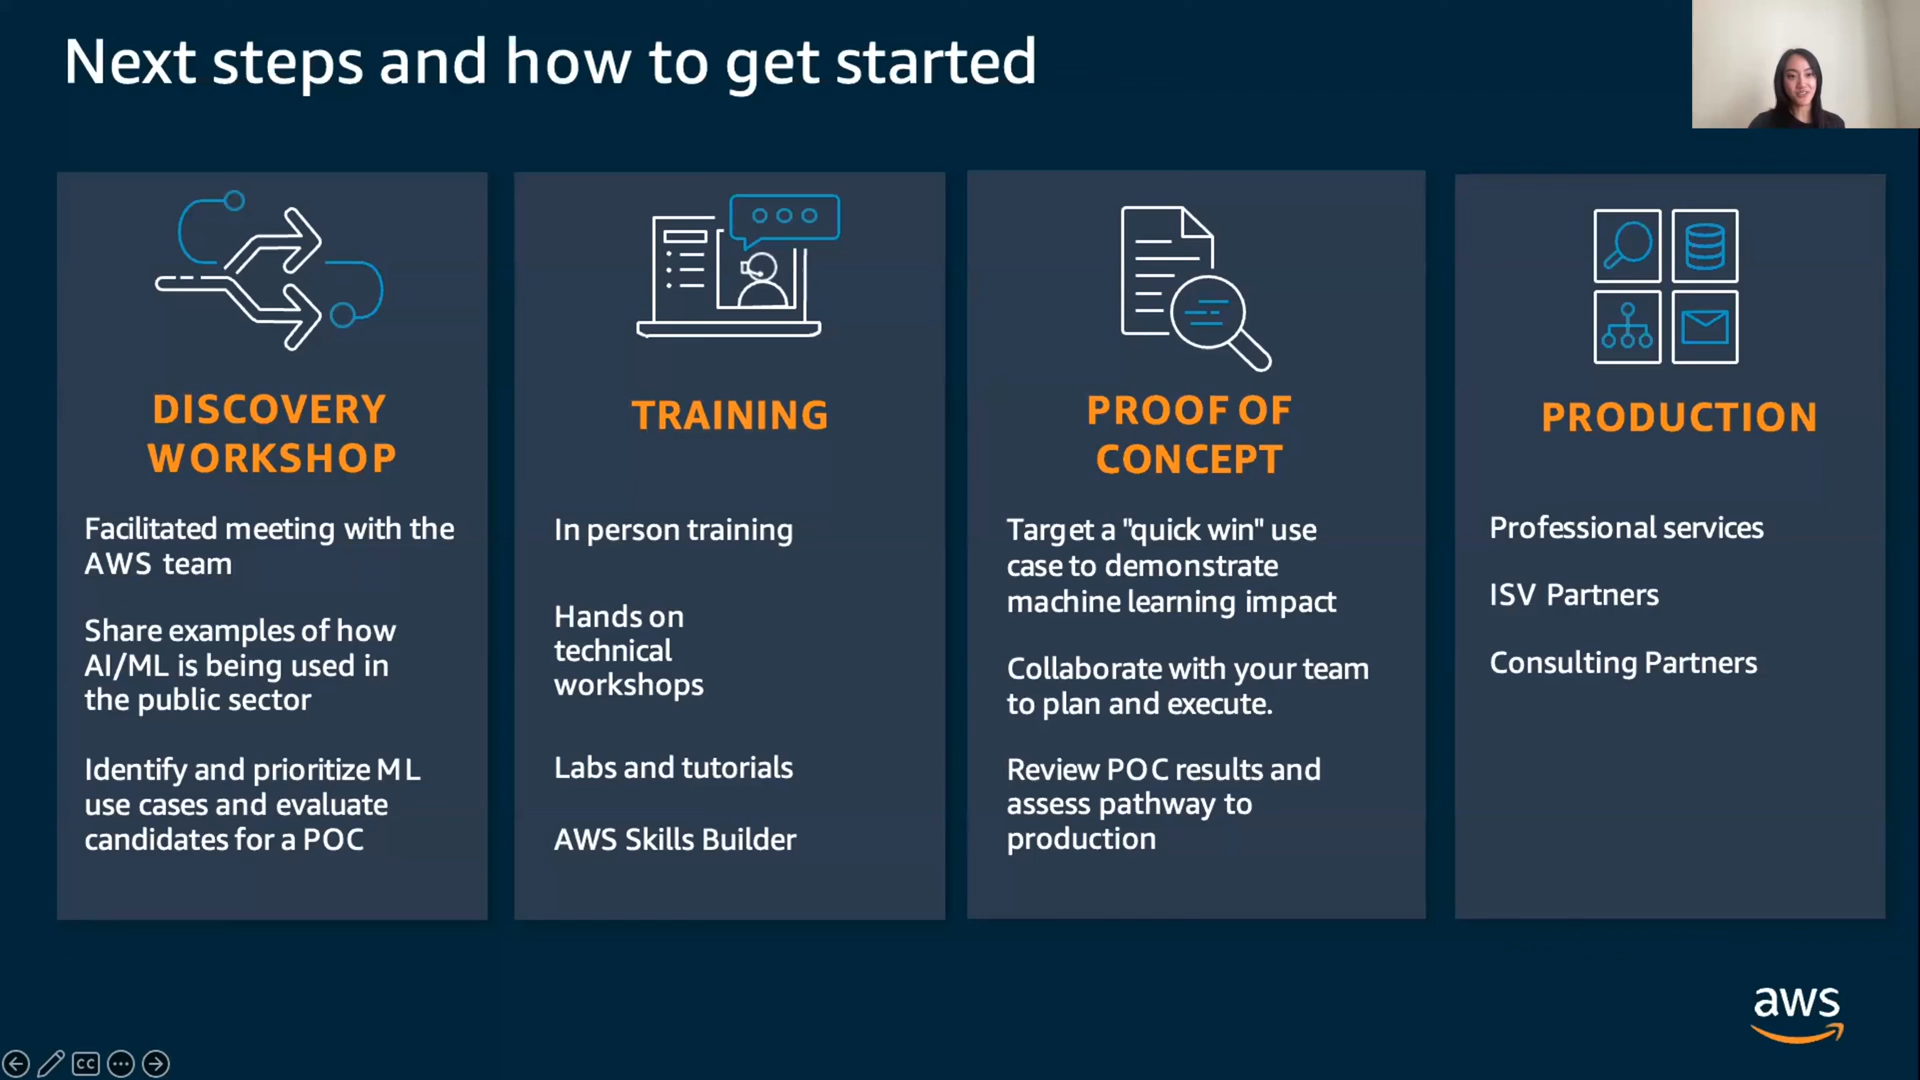 Next steps and how to get started
DISCOVERY
WORKSHOP
Facilitated meeting with the
AWS team
Share examples of how
AI/ML is being used in
the public sector
Identify and prioritize ML
use cases and evaluate
candidates for a POC
TRAINING
In person training
Hands on
technical
workshops
Labs and tutorials
AWS Skills Builder
PROOF OF
CONCEPT
Target a "quick win" use
case to demonstrate
machine learning impact
Collaborate with your team
to plan and execute.
Review POC results and
assess pathway to
production
PRODUCTION
Professional services
ISV Partners
Consulting Partners
aws
CC